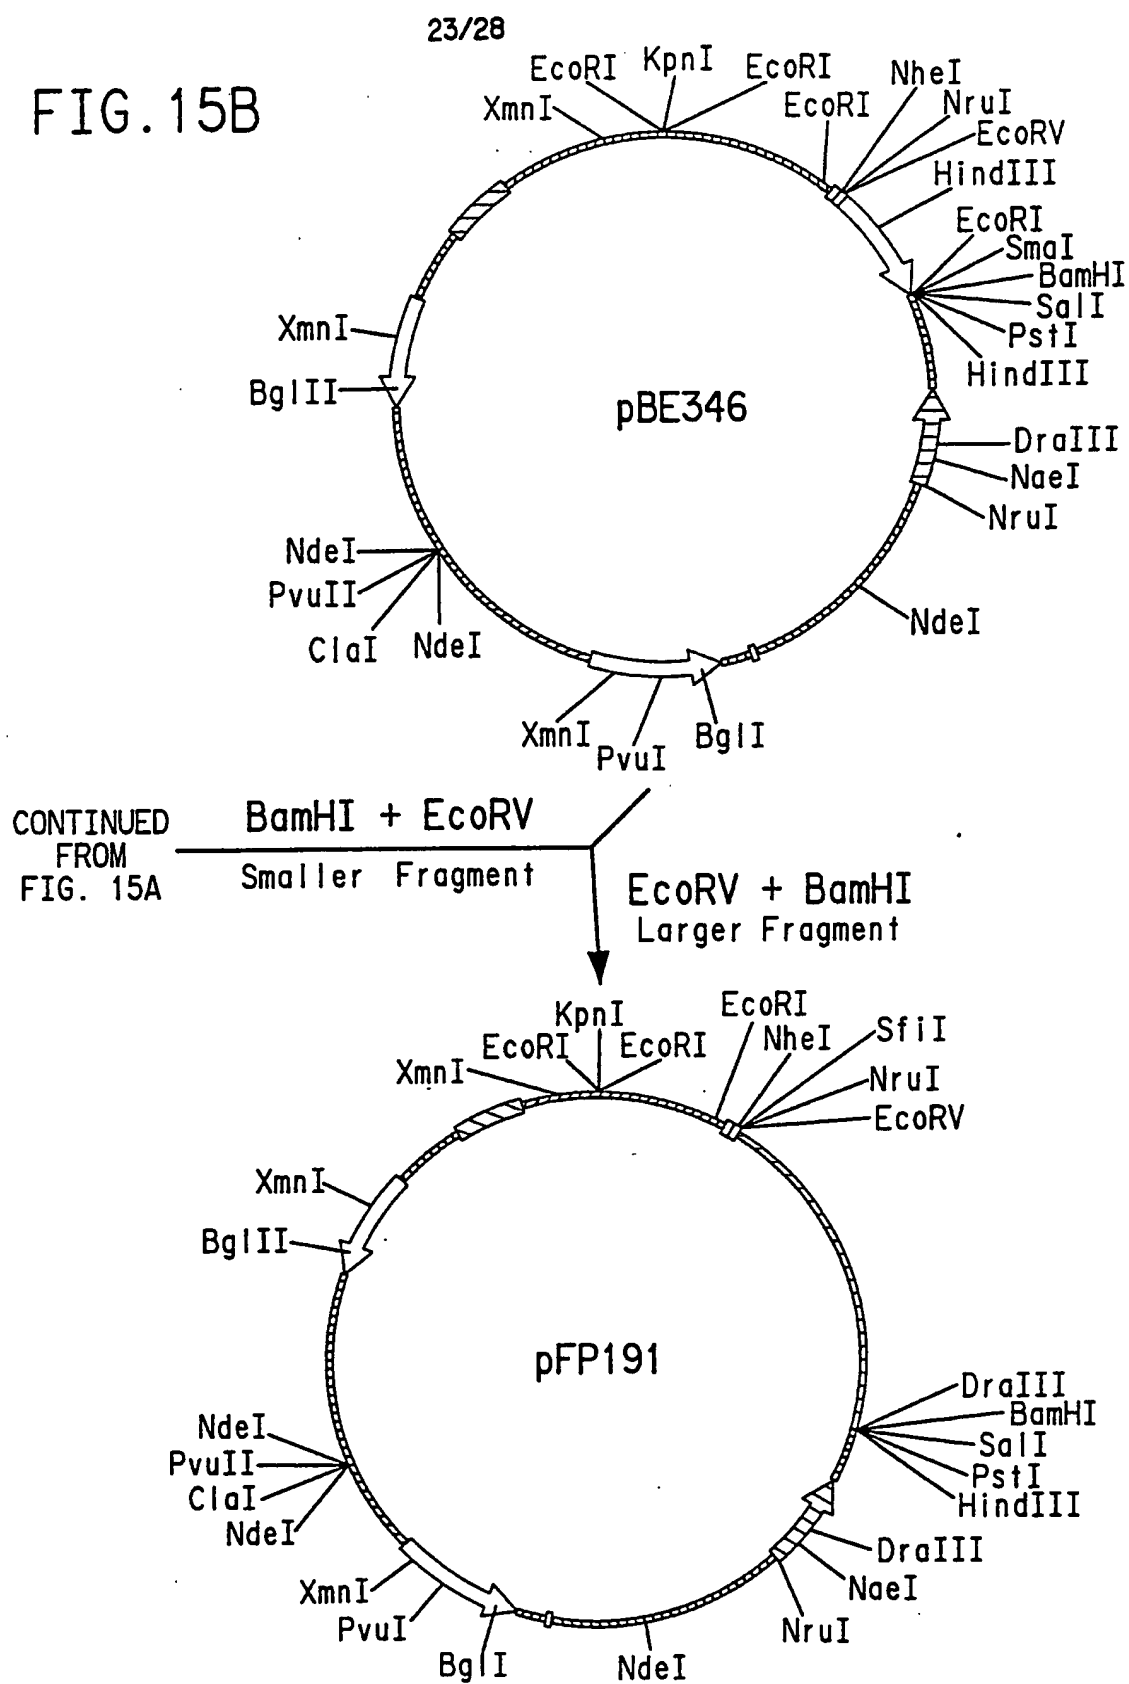 23/28
FIG. 15B
EcoRI
KpnI
EcoRI
XmnI
EcoRI
NheI
NruI
EcoRV
HindIII
EcoRI
SmaI
BamHI
SalI
PstI
HindIII
XmnI
BglII
pBE346
DraIII
NaeI
NruI
NdeI
PvuII
ClaI
NdeI
NdeI
XmnI
PvuI
BglI
CONTINUED
FROM
FIG. 15A
BamHI + EcoRV
Smaller Fragment
EcoRV + BamHI
Larger Fragment
KpnI
EcoRI
EcoRI
XmnI
EcoRI
NheI
SfiI
NruI
EcoRV
XmnI
BglII
pFP191
DraIII
BamHI
SalI
PstI
HindIII
NdeI
PvuII
ClaI
NdeI
DraIII
NaeI
NruI
XmnI
PvuI
BglI
NdeI